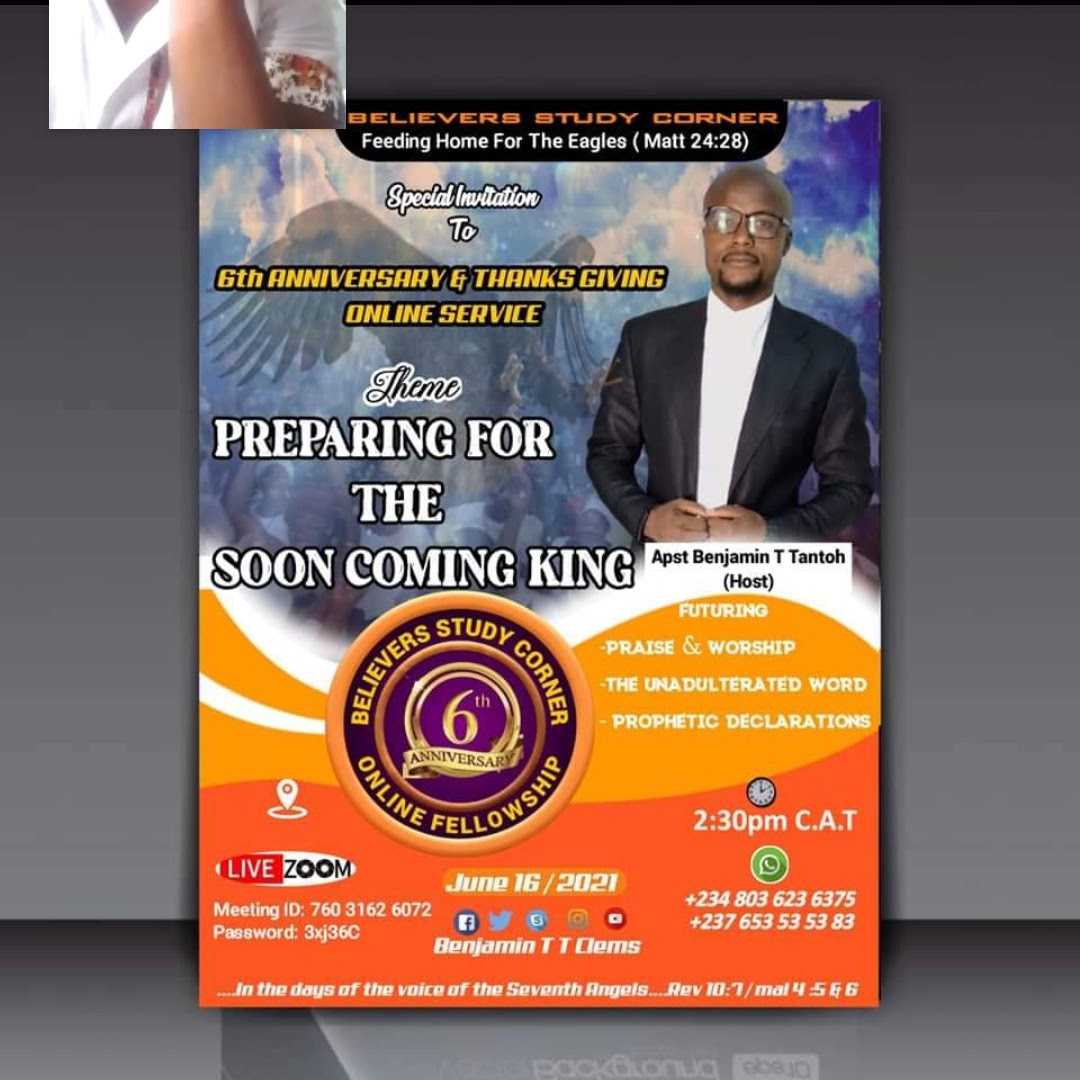 BELIEVERS STUDY CORNER
Feeding Home For The Eagles ( Matt 24:28)
Special Invitation
To
6th ANNIVERSARY & THANKS GIVING
ONLINE SERVICE
Theme
PREPARING FOR
THE
SOON COMING KING
Apst Benjamin T Tantoh
(Host)
FUTURING
-PRAISE & WORSHIP
-THE UNADULTERATED WORD
- PROPHETIC DECLARATIONS
BELIEVERS STUDY CORNER
6th
ANNIVERSARY
ONLINE FELLOWSHIP
2:30pm C.A.T
LIVE ZOOM
Meeting ID: 760 3162 6072
Password: 3xj36C
June 16 / 2021
Benjamin T T Clems
+234 803 623 6375
+237 653 53 53 83
....In the days of the voice of the Seventh Angels....Rev 10:7/mal 4 :5 & 6